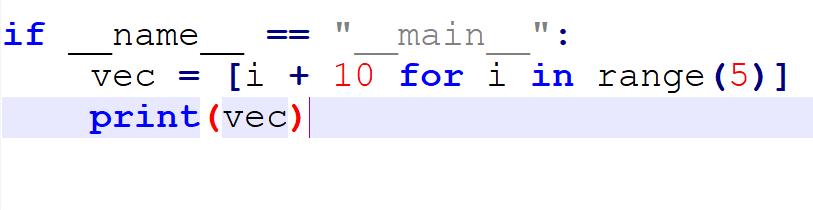 if __name__ == "__main__":
    vec = [i + 10 for i in range(5)]
    print(vec)